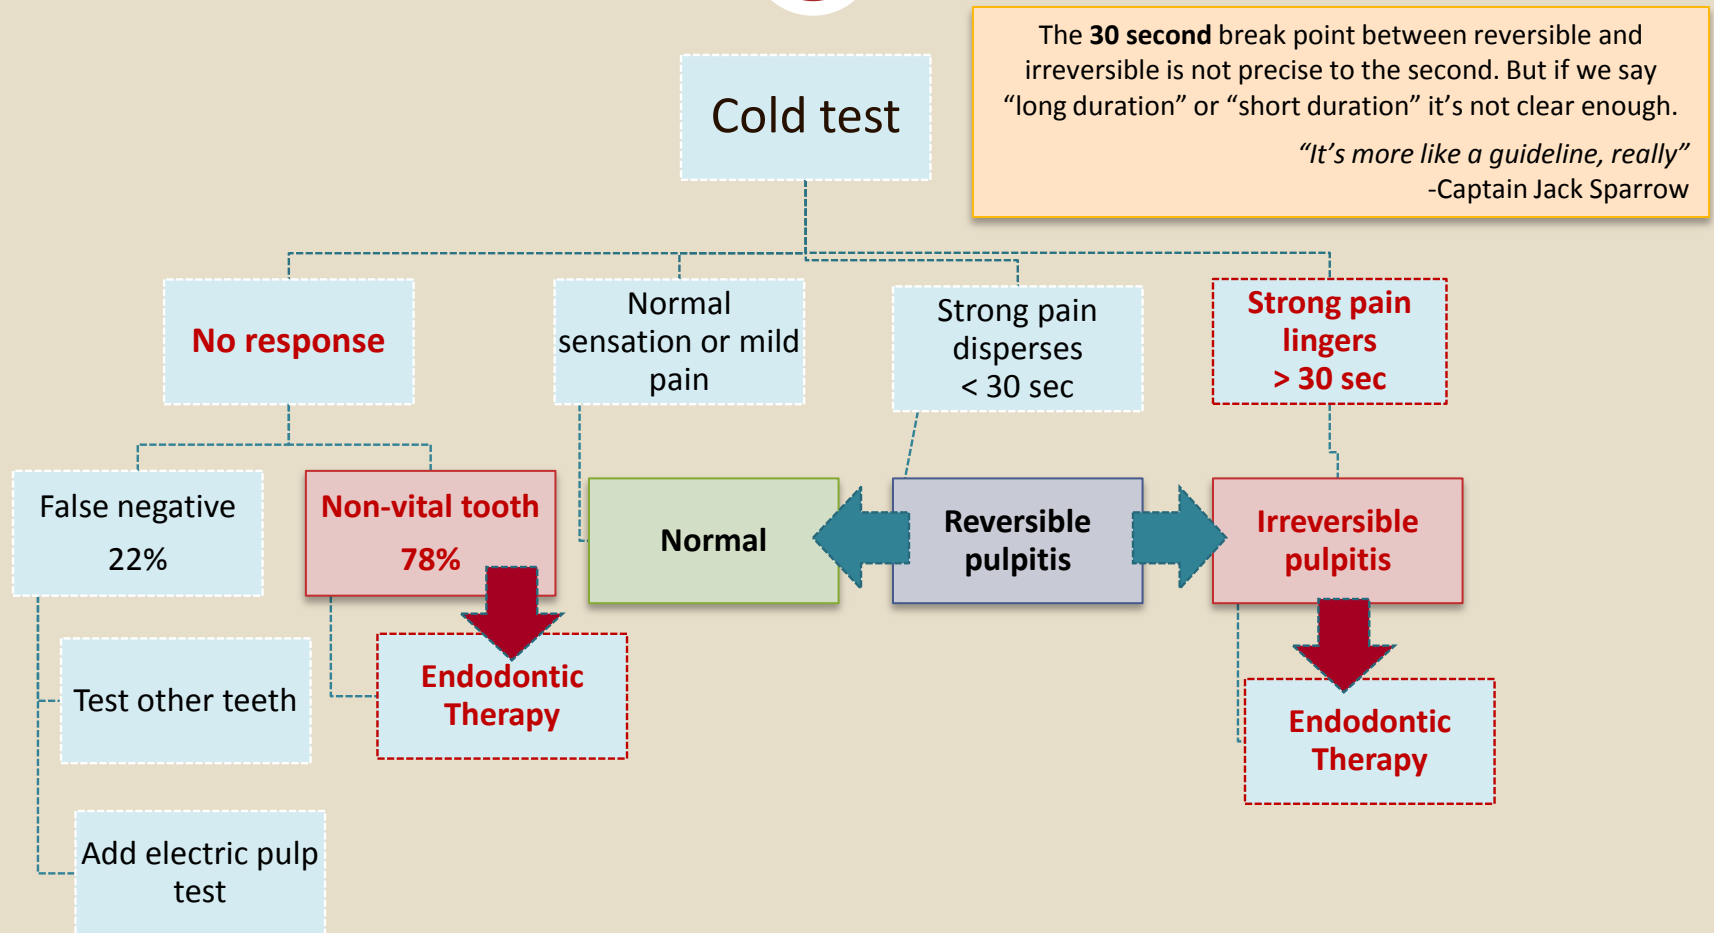 The 30 second break point between reversible and
irreversible is not precise to the second. But if we say
“long duration” or “short duration” it’s not clear enough.
“It’s more like a guideline, really”
-Captain Jack Sparrow
Cold test
No response
Normal
sensation or mild
pain
Strong pain
disperses
< 30 sec
Strong pain
lingers
> 30 sec
False negative
22%
Non-vital tooth
78%
Normal
Reversible
pulpitis
Irreversible
pulpitis
Test other teeth
Endodontic
Therapy
Endodontic
Therapy
Add electric pulp
test